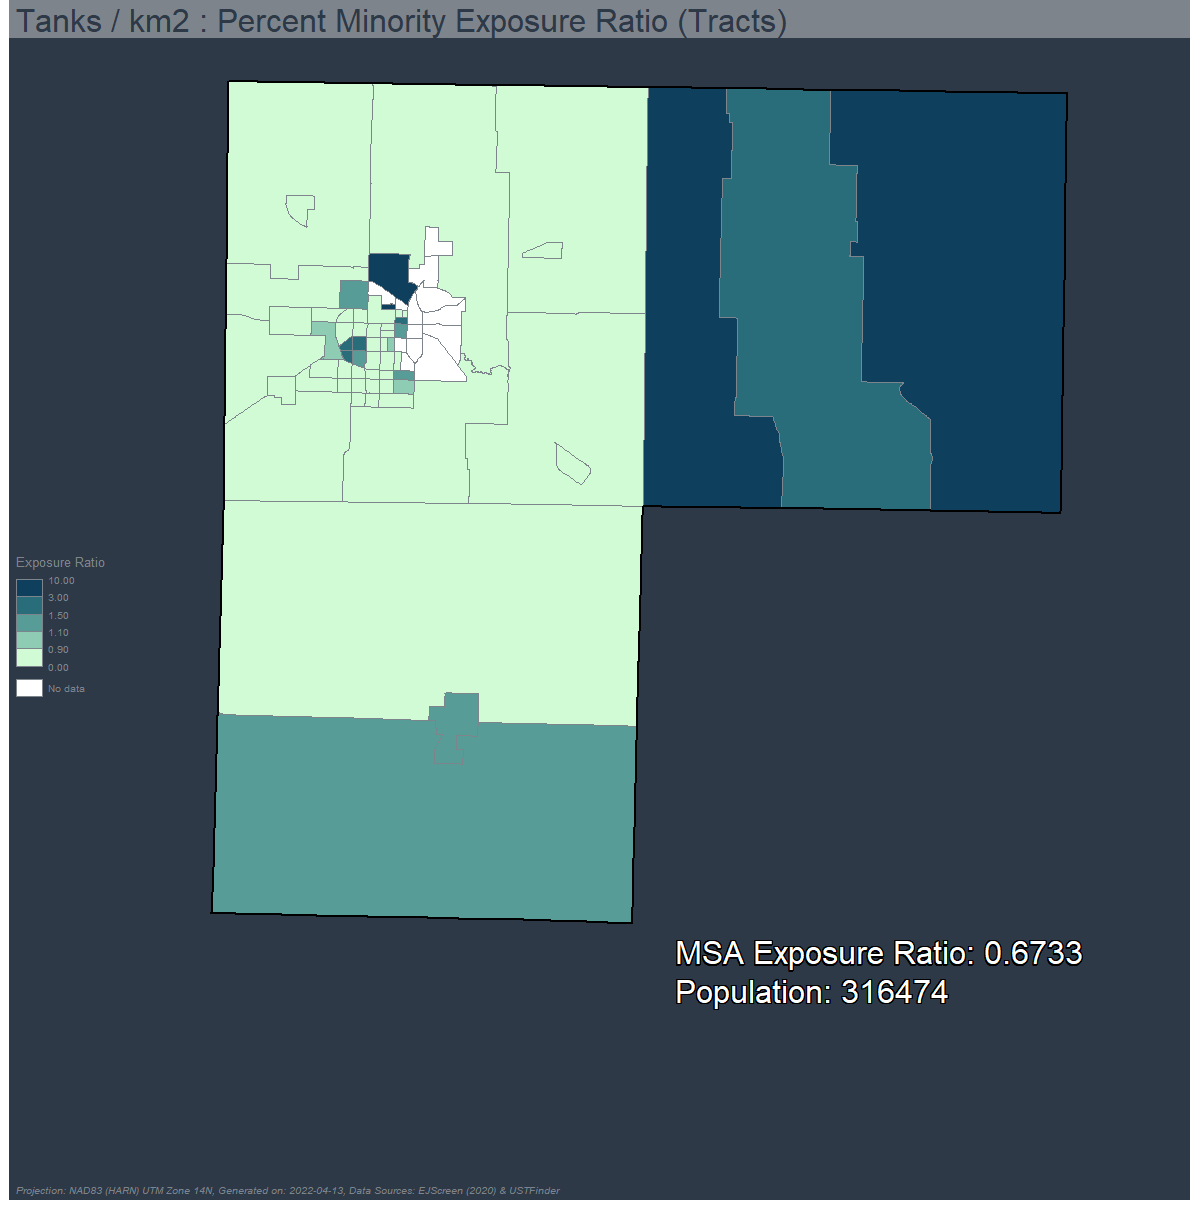 Tanks / km2 : Percent Minority Exposure Ratio (Tracts)
Exposure Ratio
10.00
3.00
1.50
1.10
0.90
0.00
No data
MSA Exposure Ratio: 0.6733
Population: 316474
Projection: NAD83 (HARN) UTM Zone 14N, Generated on: 2022-04-13, Data Sources: EJScreen (2020) & USTFinder